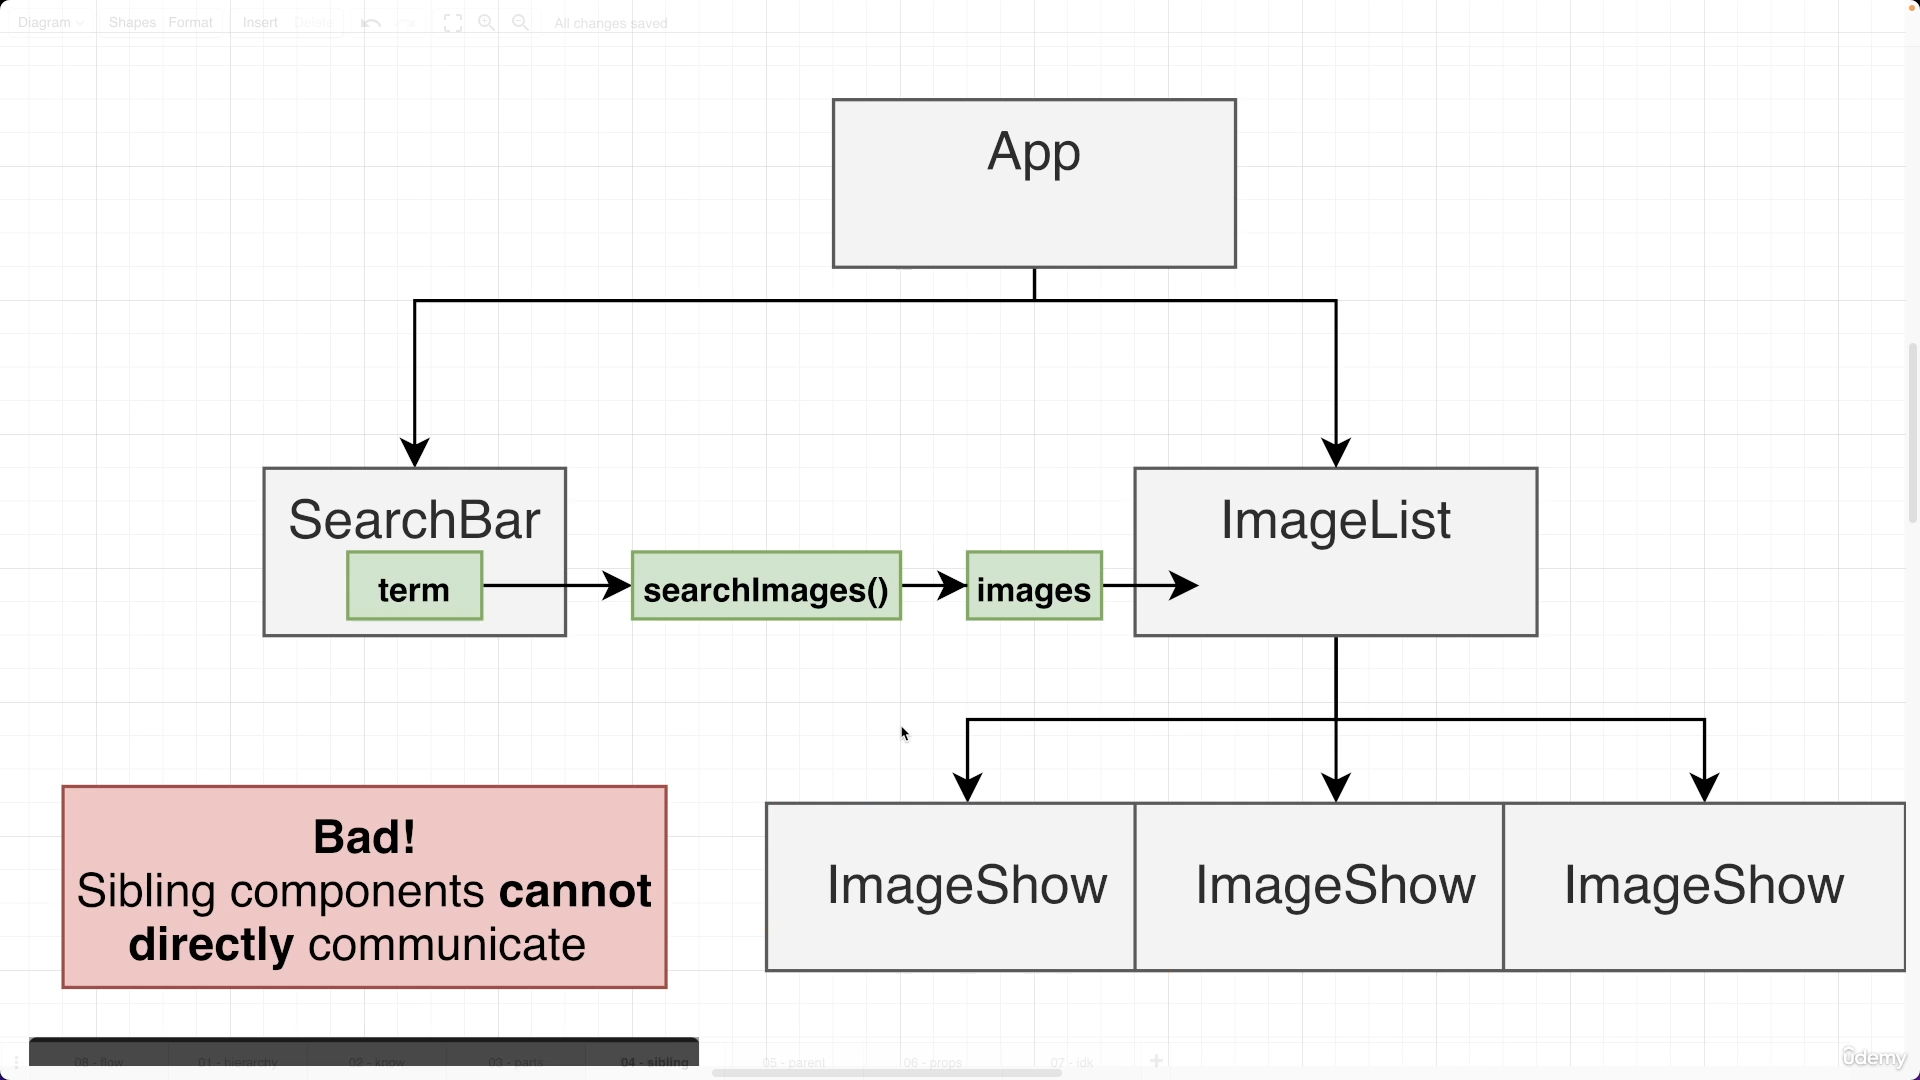 Diagram
Shapes
Format
Insert
Delete
All changes saved
App
SearchBar
term
searchImages()
images
ImageList
ImageShow
ImageShow
ImageShow
Bad!
Sibling components cannot
directly communicate
08 - flow
01 - hierarchy
02 - know
03 - parts
04 - sibling
05 - parent
06 - props
07 - idk
ûdemy